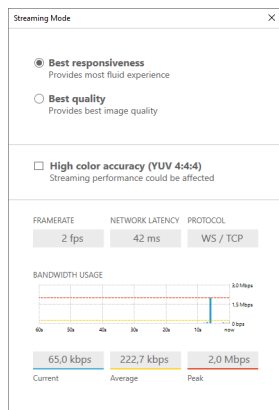 Streaming Mode
Best responsiveness
Provides most fluid experience
Best quality
Provides best image quality
High color accuracy (YUV 4:4:4)
Streaming performance could be affected
FRAMERATE NETWORK LATENCY PROTOCOL
2 fps 42 ms WS / TCP
BANDWIDTH USAGE
3,0 Mbps
1,5 Mbps
0 bps
60s 50s 40s 30s 20s 10s now
65,0 kbps 222,7 kbps 2,0 Mbps
Current Average Peak